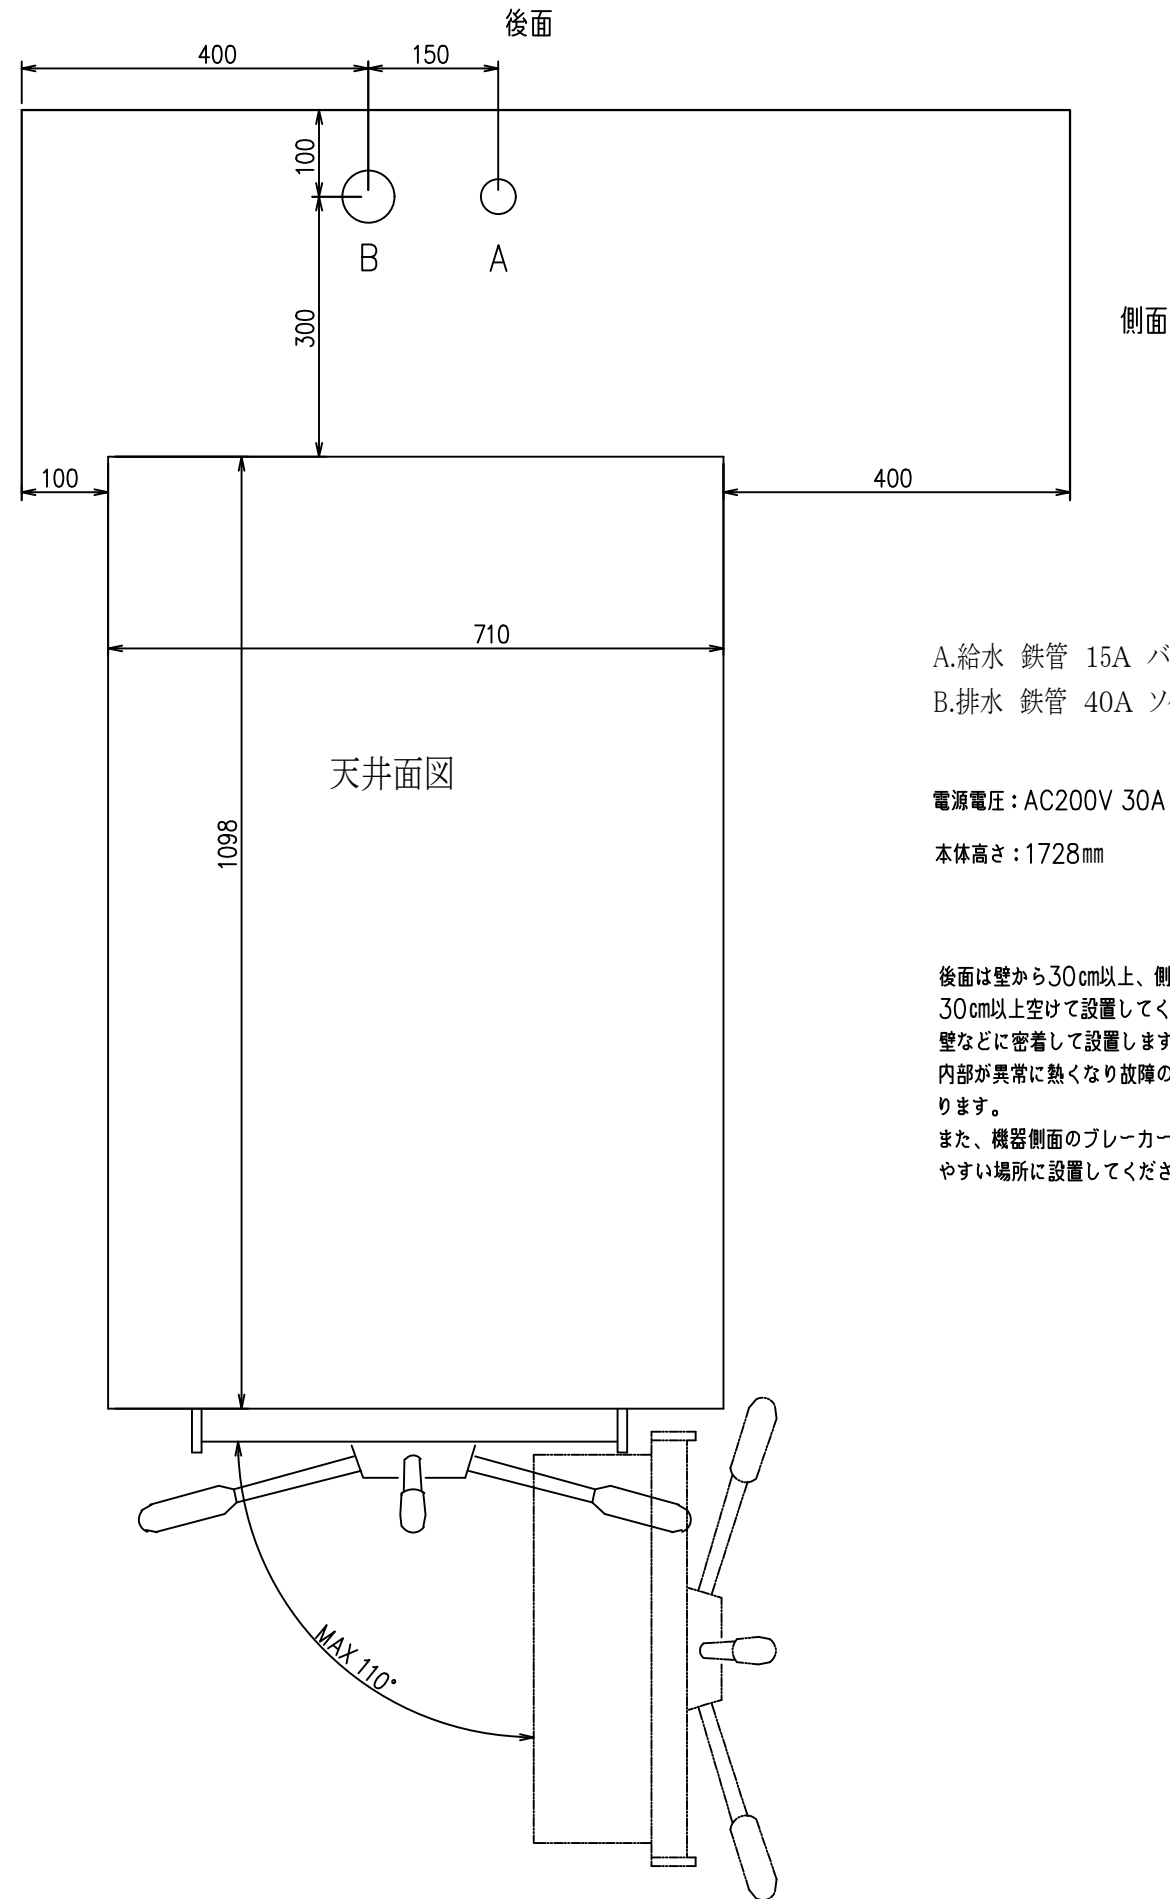 後面
400
150
100
B
A
300
側面
100
400
710
A.給水 鉄管 15A バ
B.排水 鉄管 40A
天井面図
電源電圧：AC200V 30A
1098
本体高さ：1728㎜
後面は壁から30㎝以上、側
30㎝以上空けて設置してく
壁などに密着して設置します
内部が異常に熱くなり故障の
ります。
また、機器側面のブレーカー
やすい場所に設置してくださ
MAX 110°